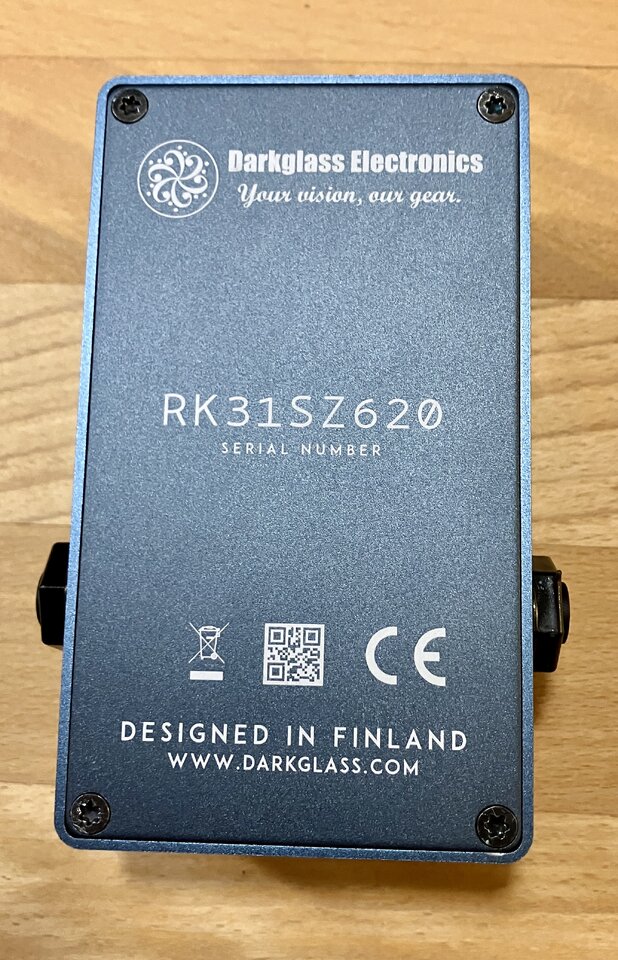 Darkglass Electronics
Your vision, our gear.
RK31SZ620
SERIAL NUMBER
CE
DESIGNED IN FINLAND
WWW.DARKGLASS.COM